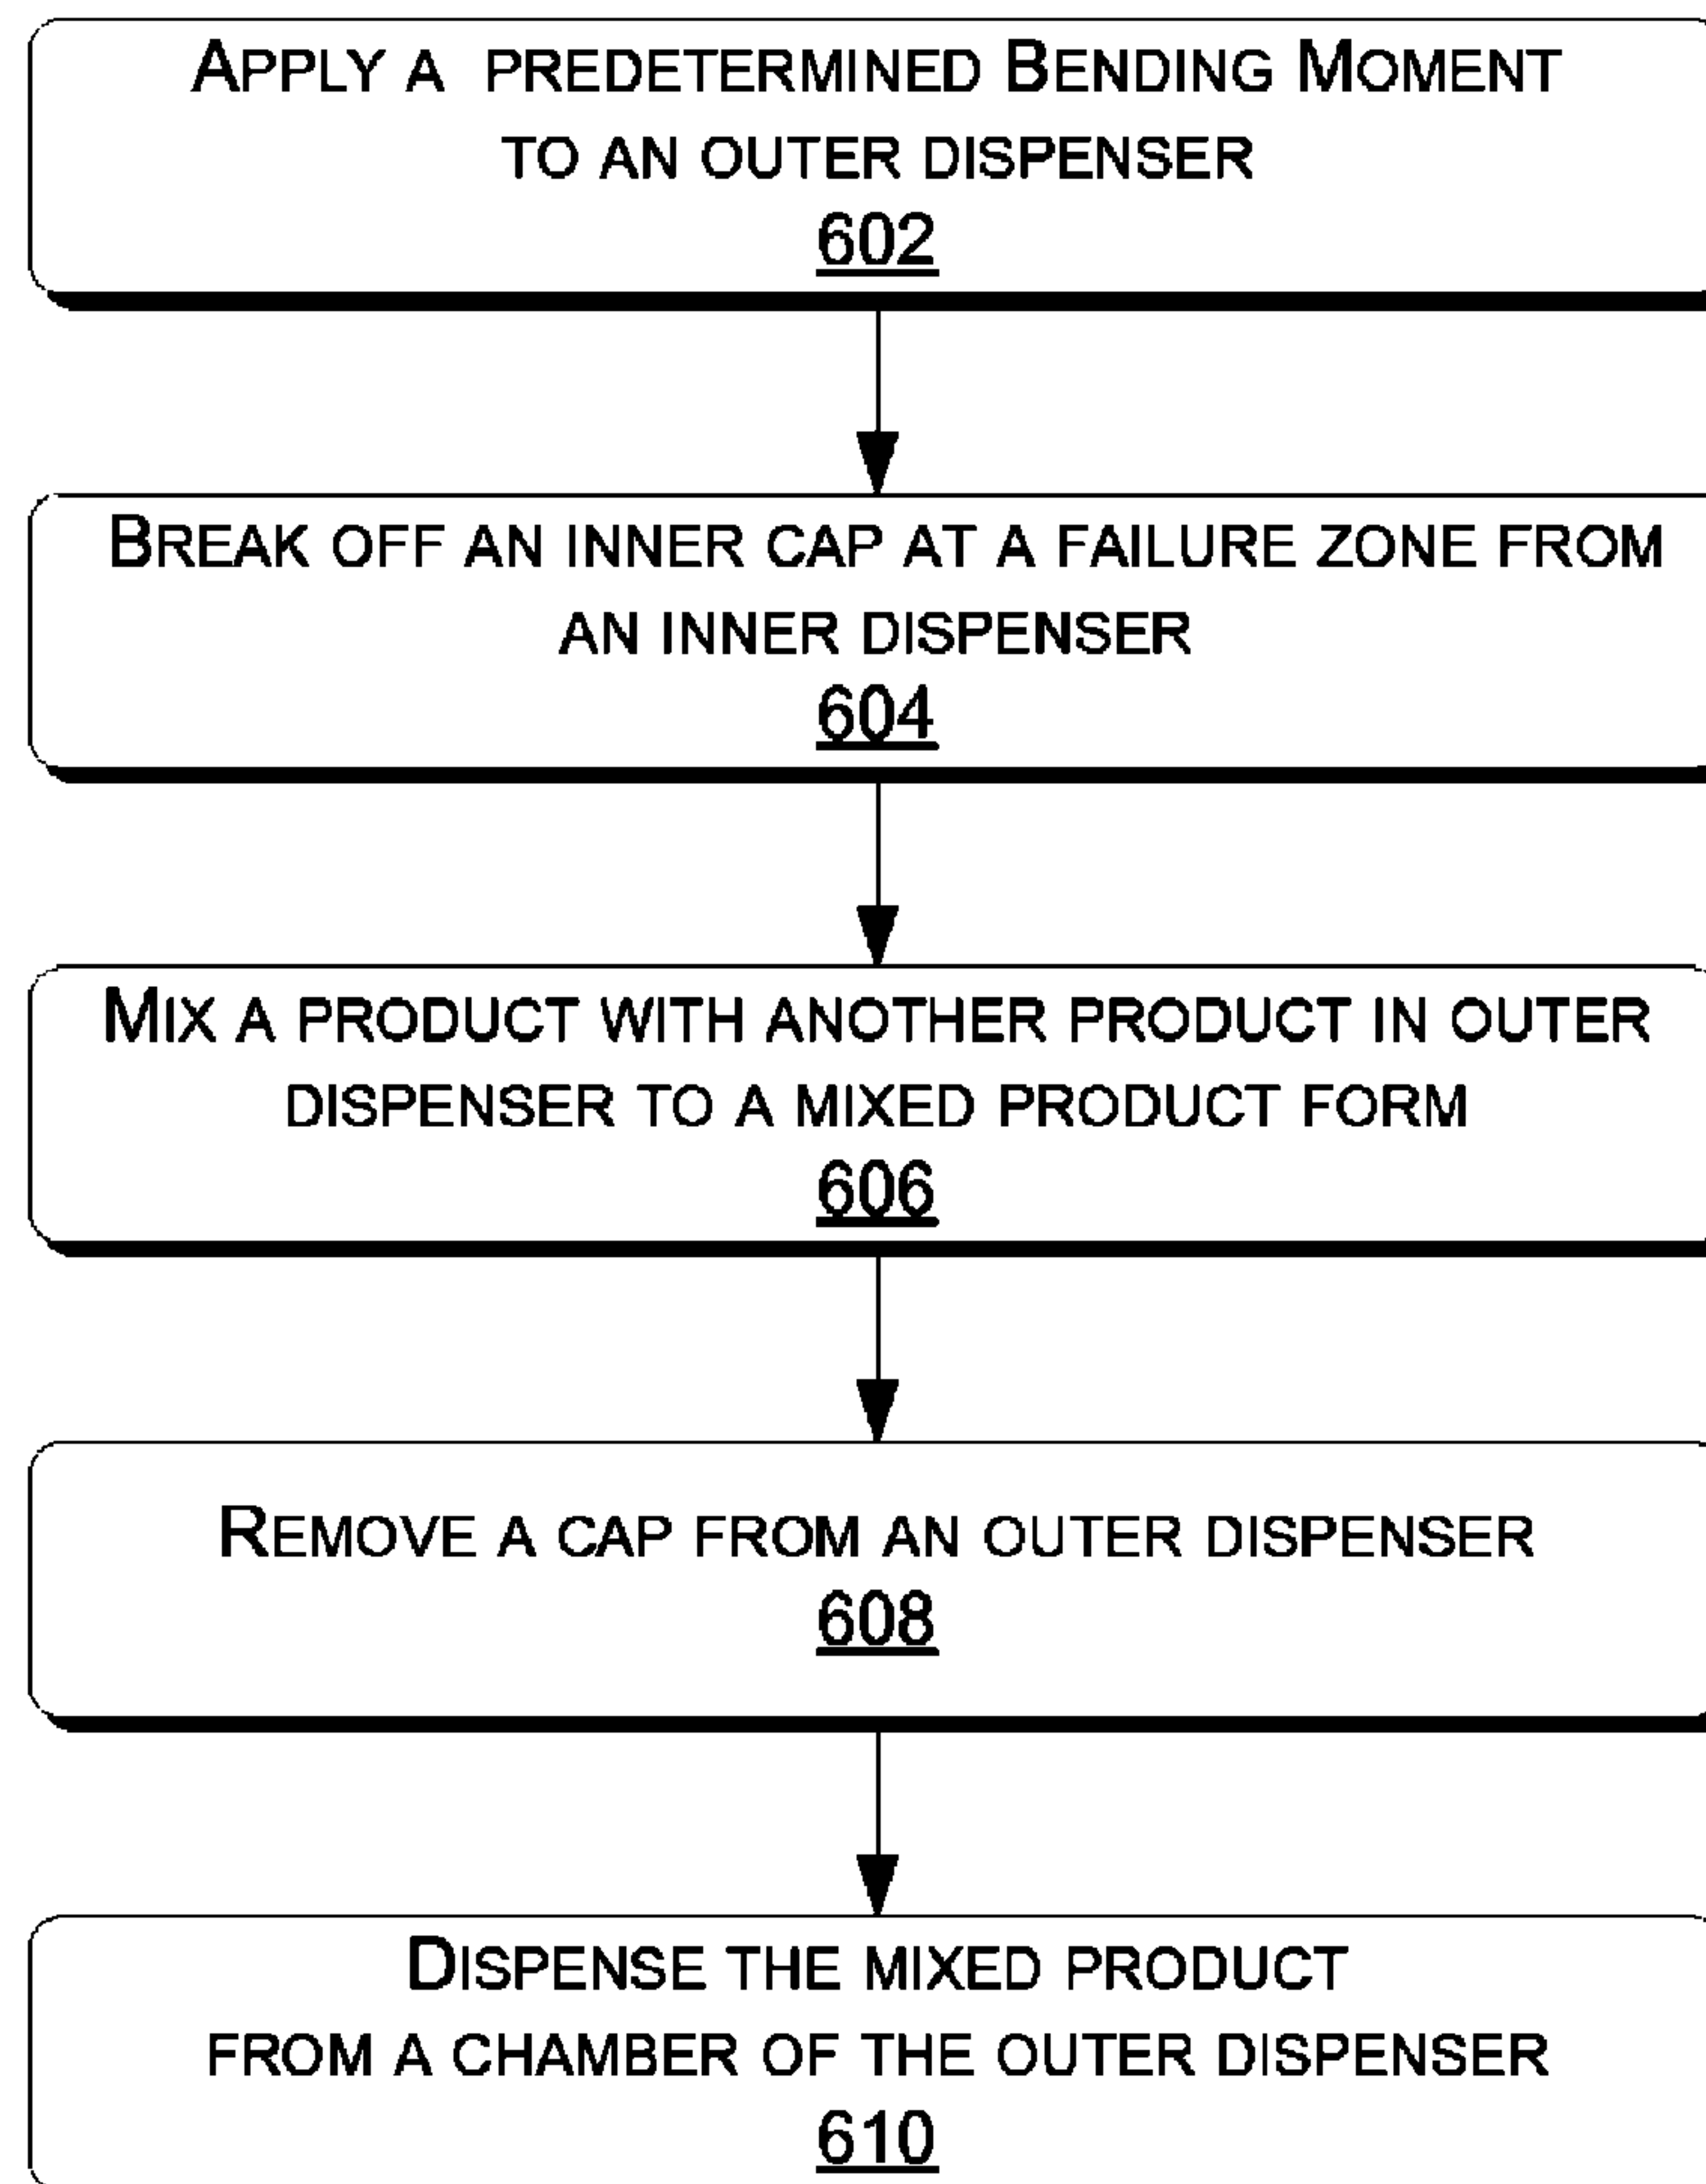 APPLY A PREDETERMINED BENDING MOMENT
TO AN OUTER DISPENSER
602
BREAK OFF AN INNER CAP AT A FAILURE ZONE FROM
AN INNER DISPENSER
604
MIX A PRODUCT WITH ANOTHER PRODUCT IN OUTER
DISPENSER TO A MIXED PRODUCT FORM
606
REMOVE A CAP FROM AN OUTER DISPENSER
608
DISPENSE THE MIXED PRODUCT
FROM A CHAMBER OF THE OUTER DISPENSER
610